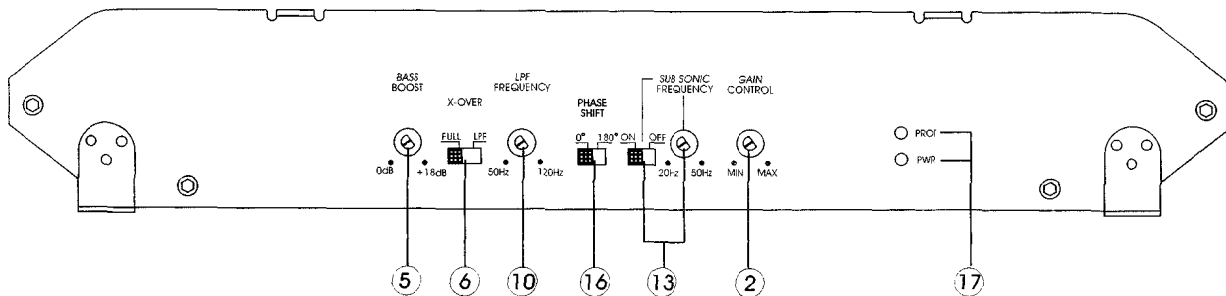 BASS
BOOST
X-OVER
FULL
LPF
0dB
+18dB
LPF
FREQUENCY
50Hz
120Hz
PHASE
SHIFT
0°
180°
SUB SONIC
FREQUENCY
ON
OFF
20Hz
50Hz
GAIN
CONTROL
MIN
MAX
PROT
PWR
5
6
10
16
13
2
17